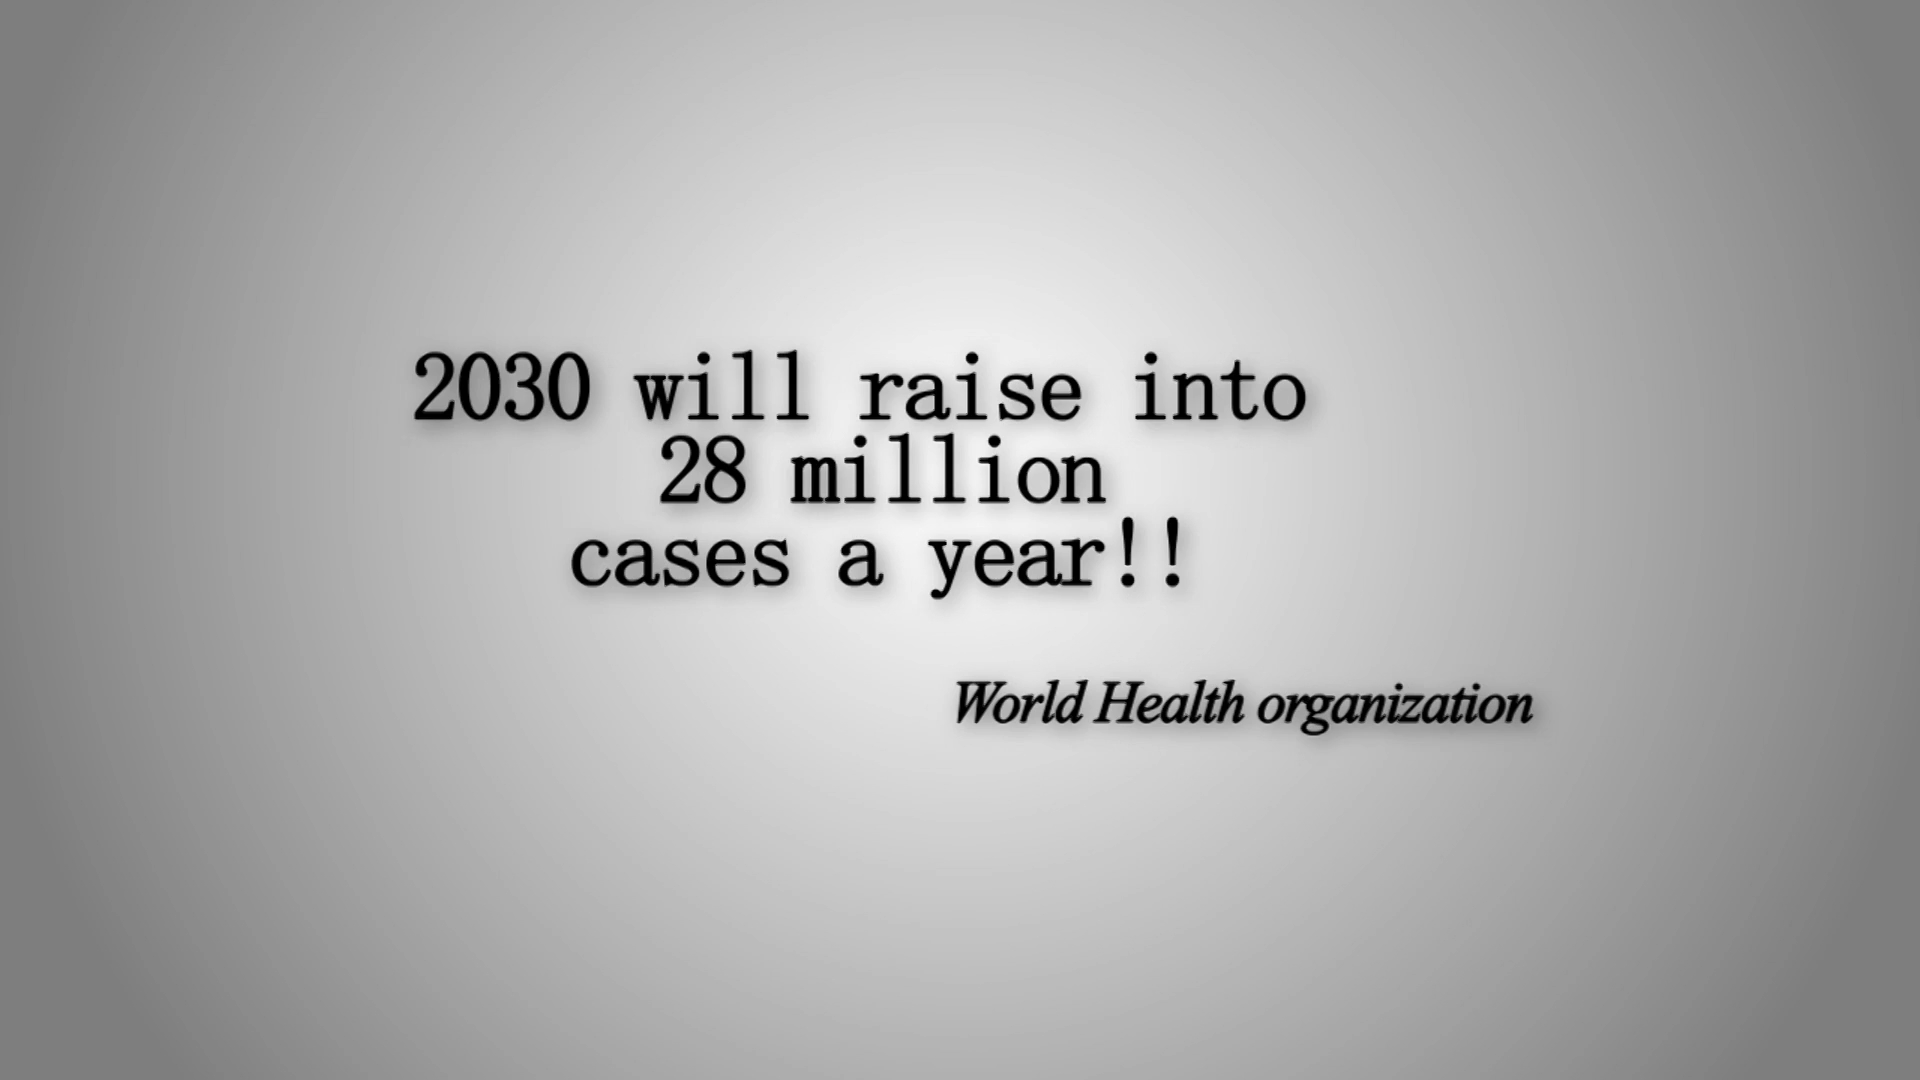 2030 will raise into
28 million
cases a year!!
World Health organization